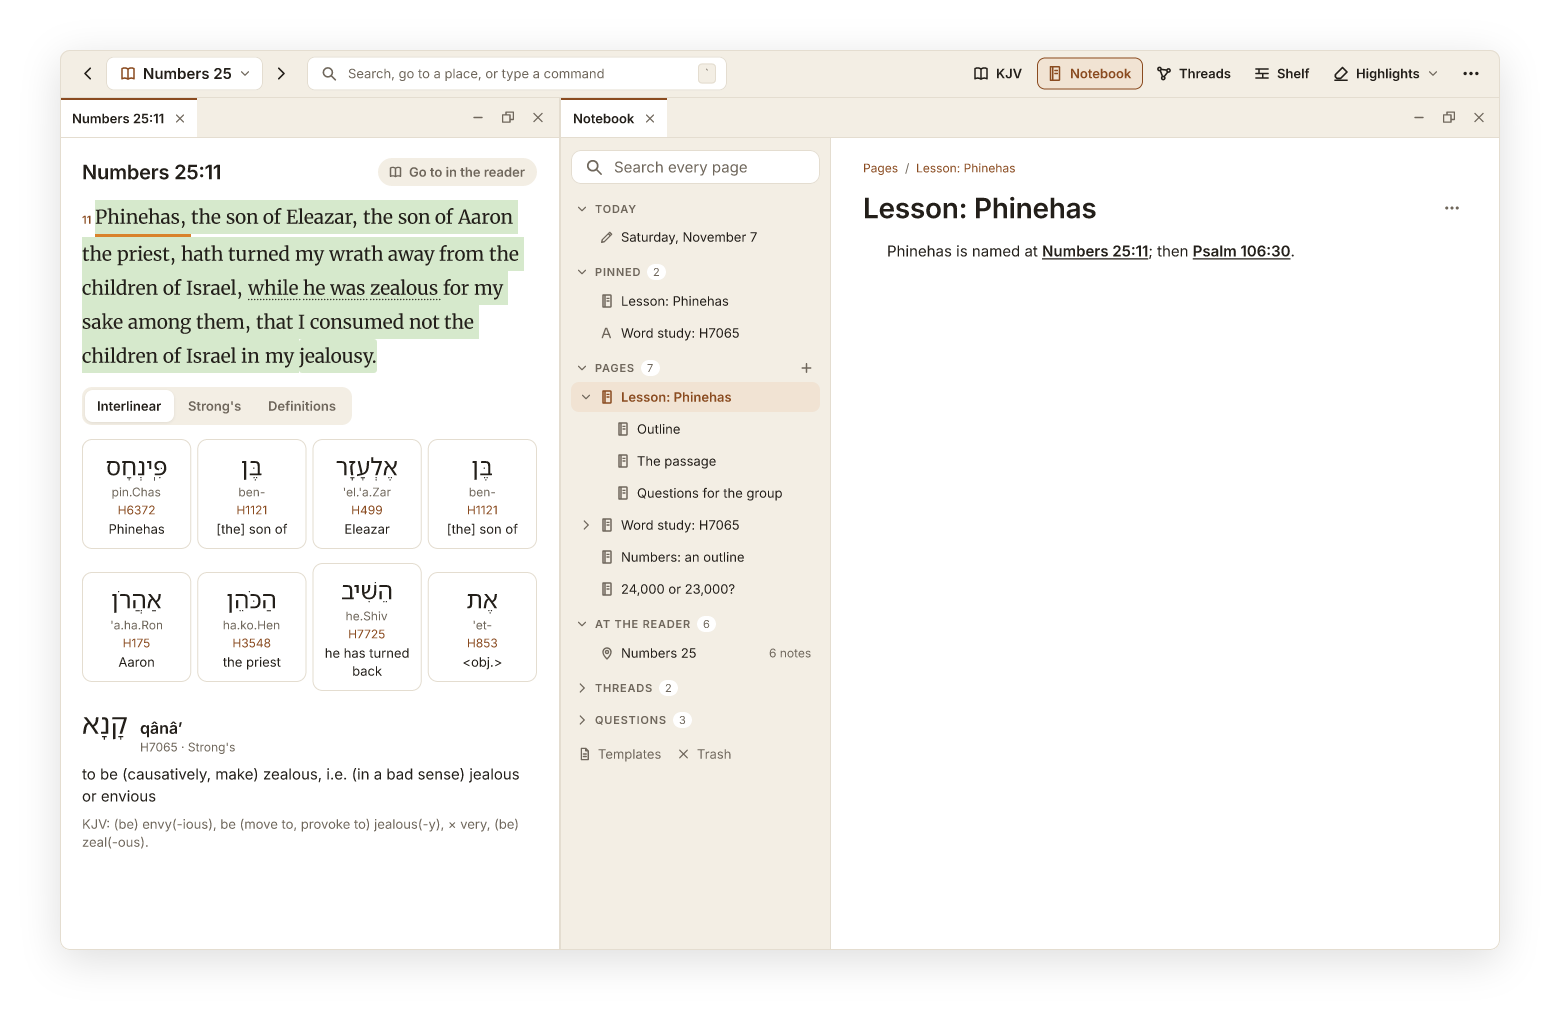 Numbers 25
Search, go to a place, or type a command
KJV
Notebook
Threads
Shelf
Highlights
Numbers 25:11
Notebook
Numbers 25:11
Go to in the reader
11 Phinehas, the son of Eleazar, the son of Aaron
the priest, hath turned my wrath away from the
children of Israel, while he was zealous for my
sake among them, that I consumed not the
children of Israel in my jealousy.
Interlinear
Strong's
Definitions
פִּֽינְחָס
pin.Chas
H6372
Phinehas
בֶּן
ben-
H1121
[the] son of
אֶלְעָזָר
'el.'a.Zar
H499
Eleazar
בֶּן
ben-
H1121
[the] son of
אַהֲרֹן
'a.ha.Ron
H175
Aaron
הַכֹּהֵן
ha.ko.Hen
H3548
the priest
הֵשִׁיב
he.Shiv
H7725
he has turned
back
אֶת
'et-
H853
<obj.>
קָנָא qânâʼ
H7065 · Strong's
to be (causatively, make) zealous, i.e. (in a bad sense) jealous
or envious
KJV: (be) envy(-ious), be (move to, provoke to) jealous(-y), × very, (be)
zeal(-ous).
Search every page
TODAY
Saturday, November 7
PINNED 2
Lesson: Phinehas
A Word study: H7065
PAGES 7
Lesson: Phinehas
Outline
The passage
Questions for the group
Word study: H7065
Numbers: an outline
24,000 or 23,000?
AT THE READER 6
Numbers 25 6 notes
THREADS 2
QUESTIONS 3
Templates
Trash
Pages / Lesson: Phinehas
Lesson: Phinehas
Phinehas is named at Numbers 25:11; then Psalm 106:30.